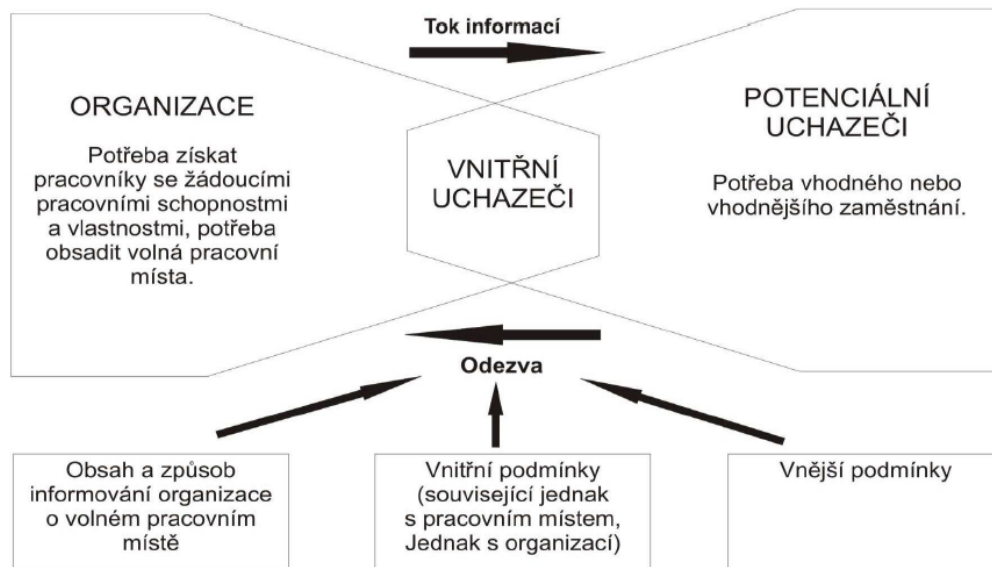 Tok informací
ORGANIZACE
Potřeba získat
pracovníky se žádoucími
pracovními schopnostmi
a vlastnostmi, potřeba
obsadit volná pracovní
místa.
VNITŘNÍ
UCHAZEČI
POTENCIÁLNÍ
UCHAZEČI
Potřeba vhodného nebo
vhodnějšího zaměstnání.
Odezva
Obsah a způsob
informování organizace
o volném pracovním
místě
Vnitřní podmínky
(související jednak
s pracovním místem,
Jednak s organizací)
Vnější podmínky